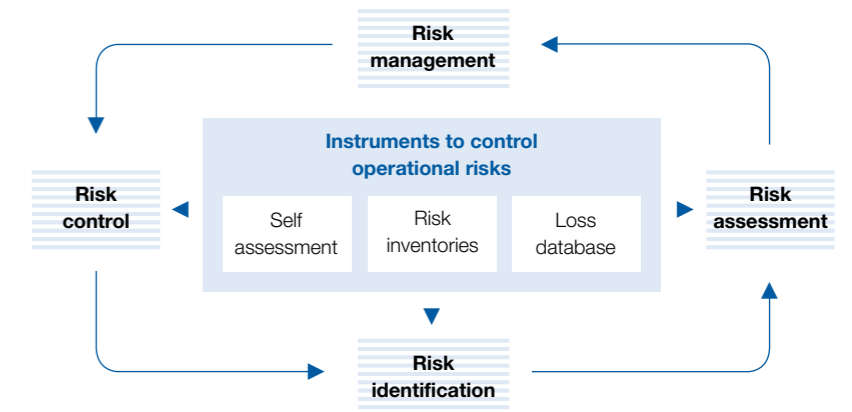 Risk
management
Instruments to control
operational risks
Risk
control
Self
assessment
Risk
inventories
Loss
database
Risk
assessment
Risk
identification